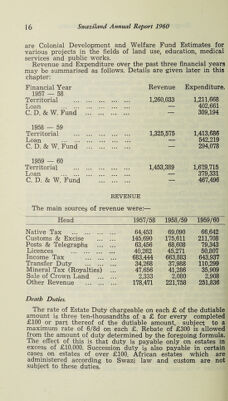 16 Swaziland Annual Report 1960
are Colonial Development and Welfare Fund Estimates for
various projects in the fields of land use, education, medical
services and public works.
Revenue and Expenditure over the past three financial years
may be summarised as follows. Details are given later in this
chapter:
Financial Year Revenue Expenditure.
1957 — 58
Territorial ... ... ... ... ... 1,260,033 1,211,668
Loan ... ... ... ... ... — 602,661
C. D. & W. Fund ... ... ... — 309,194
1958 — 59
Territorial ... ... ... ... ... 1,325,575 1,413,686
Loan ... ... ... ... ... — 542,219
C. D. & W. Fund ... ... ... — 294,078
1959 — 60
Territorial ... ... ... ... ... 1,453,389 1,619,715
Loan ... ... ... ... ... — 379,331
C. D. & W. Fund ... ... ... — 467,496
REVENUE
The main sources of revenue were:—
Head 1957/58 1958/59 1959/60
Native Tax ... ... ... 64,453 69,090 66,642
Customs & Excise ... ... 145,690 175,611 211,708
Posts & Telegraphs ... 63,456 68,608 79,343
Licences ... ... ... 40,262 45,271 50,097
Income Tax ... ... ... 683,444 663,583 643,937
Transfer Duty ... ... 34,268 37,988 110,299
Mineral Tax (Royalties) ... 47,656 41,286 35,909
Sale of Crown Land ... 2,333 2,080 2,908
Other Revenue ... ... 178,471 221,758 251,836
Death Duties.
The rate of Estate Duty chargeable on each £ of the dutiable
amount is three ten-thousandths of a £ for every completed
£100 or part thereof of the dutiable amount, subject to a
maximum rate of 6/8d on each £. Rebate of £300 is allowed
from the amount of duty determined by the foregoing formula.
The effect of this is that duty is payable only on estates in
excess of £10,000. Succession duty is also payable in certain
cases on estates of over £100. African estates which are
administered according to Swazi law and custom are not
subject to these duties.